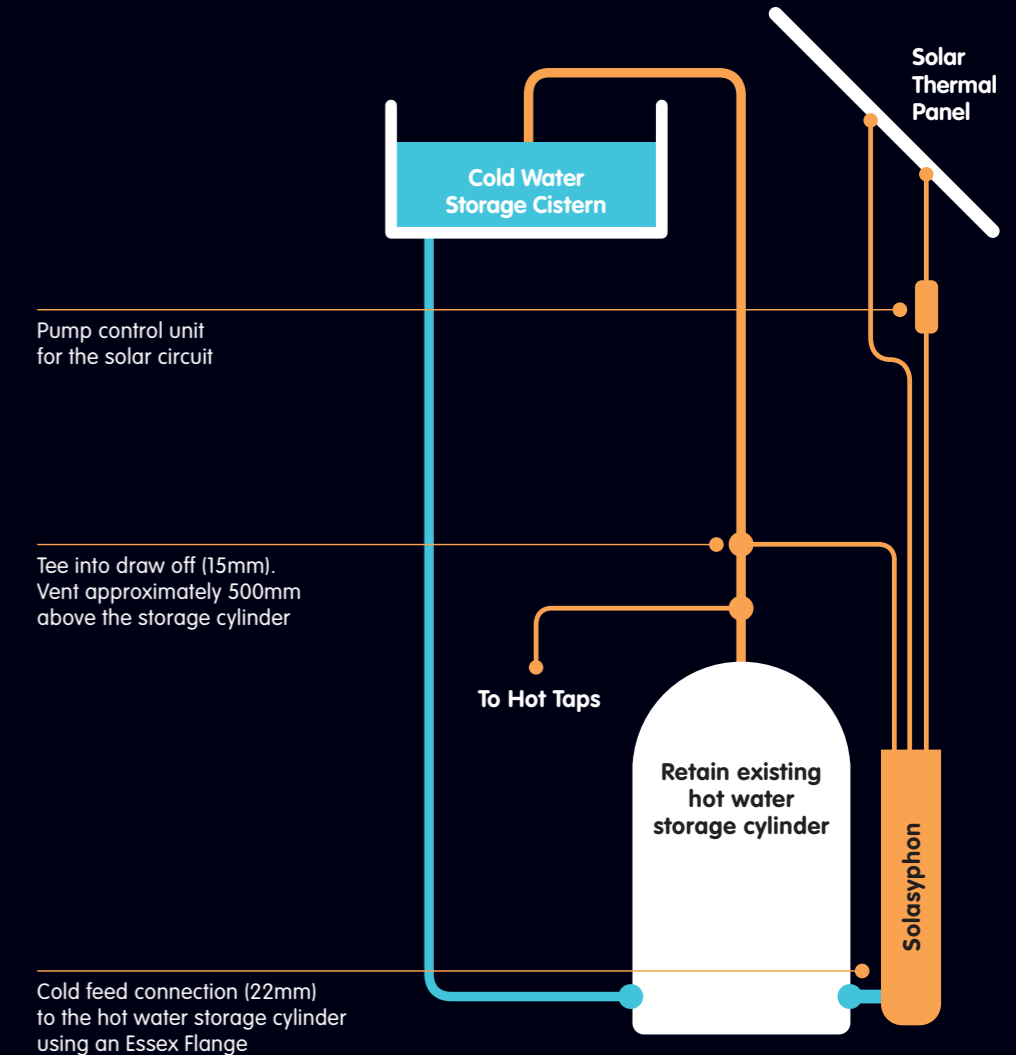 Solar
Thermal
Panel
Cold Water
Storage Cistern
Pump control unit
for the solar circuit
Tee into draw off (15mm).
Vent approximately 500mm
above the storage cylinder
To Hot Taps
Retain existing
hot water
storage cylinder
Solasyphon
Cold feed connection (22mm)
to the hot water storage cylinder
using an Essex Flange